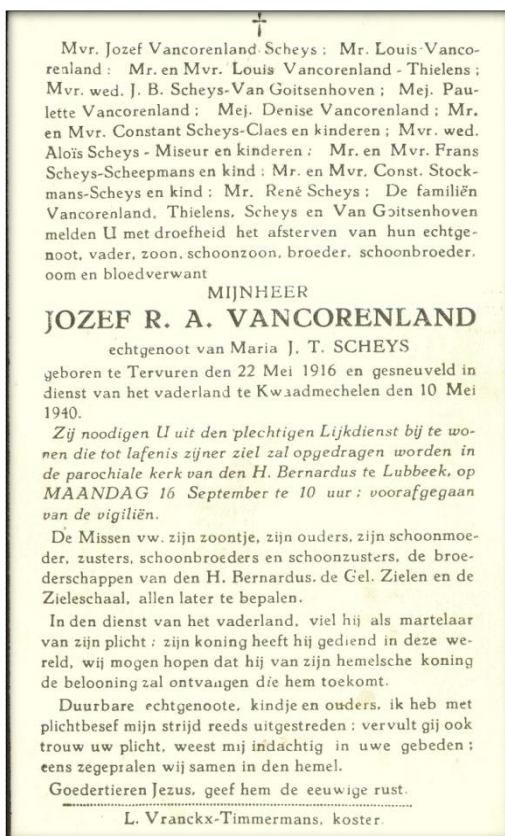 Mvr. Jozef Vancorenland-Scheys ; Mr. Louis Vanco-
renland ; Mr. en Mvr. Louis Vancorenland - Thielens ;
Mvr. wed. J. B. Scheys-Van Goitsenhoven ; Mej. Pau-
lette Vancorenland ; Mej. Denise Vancorenland ; Mr.
en Mvr. Constant Scheys-Claes en kinderen ; Mvr. wed.
Aloïs Scheys - Miseur en kinderen ; Mr. en Mvr. Frans
Scheys-Scheepmans en kind ; Mr. en Mvr. Const. Stock-
mans-Scheys en kind ; Mr. René Scheys ; De familiën
Vancorenland, Thielens, Scheys en Van Goitsenhoven
melden U met droefheid het afsterven van hun echtge-
noot, vader, zoon, schoonzoon, broeder, schoonbroeder,
oom en bloedverwant
MIJNHEER
JOZEF R. A. VANCORENLAND
echtgenoot van Maria J. T. SCHEYS
geboren te Tervuren den 22 Mei 1916 en gesneuveld in
dienst van het vaderland te Kwaadmechelen den 10 Mei
1940.
Zij noodigen U uit den plechtigen Lijkdienst bij te wo-
nen die tot lafenis zijner ziel zal opgedragen worden in
de parochiale kerk van den H. Bernardus te Lubbeek, op
MAANDAG 16 September te 10 uur ; voorafgegaan
van de vigiliën.
De Missen vw. zijn zoontje, zijn ouders, zijn schoonmoe-
der, zusters, schoonbroeders en schoonzusters, de broe-
derschappen van den H. Bernardus, de Gel. Zielen en de
Zieleschaal, allen later te bepalen.
In den dienst van het vaderland, viel hij als martelaar
van zijn plicht ; zijn koning heeft hij gediend in deze we-
reld, wij mogen hopen dat hij van zijn hemelsche koning
de belooning zal ontvangen die hem toekomt.
Duurbare echtgenoote, kindje en ouders, ik heb met
plichtbesef mijn strijd reeds uitgestreden ; vervult gij ook
trouw uw plicht, weest mij indachtig in uwe gebeden ;
eens zegepralen wij samen in den hemel.
Goedertieren Jezus, geef hem de eeuwige rust.
L. Vranckx-Timmermans, koster.